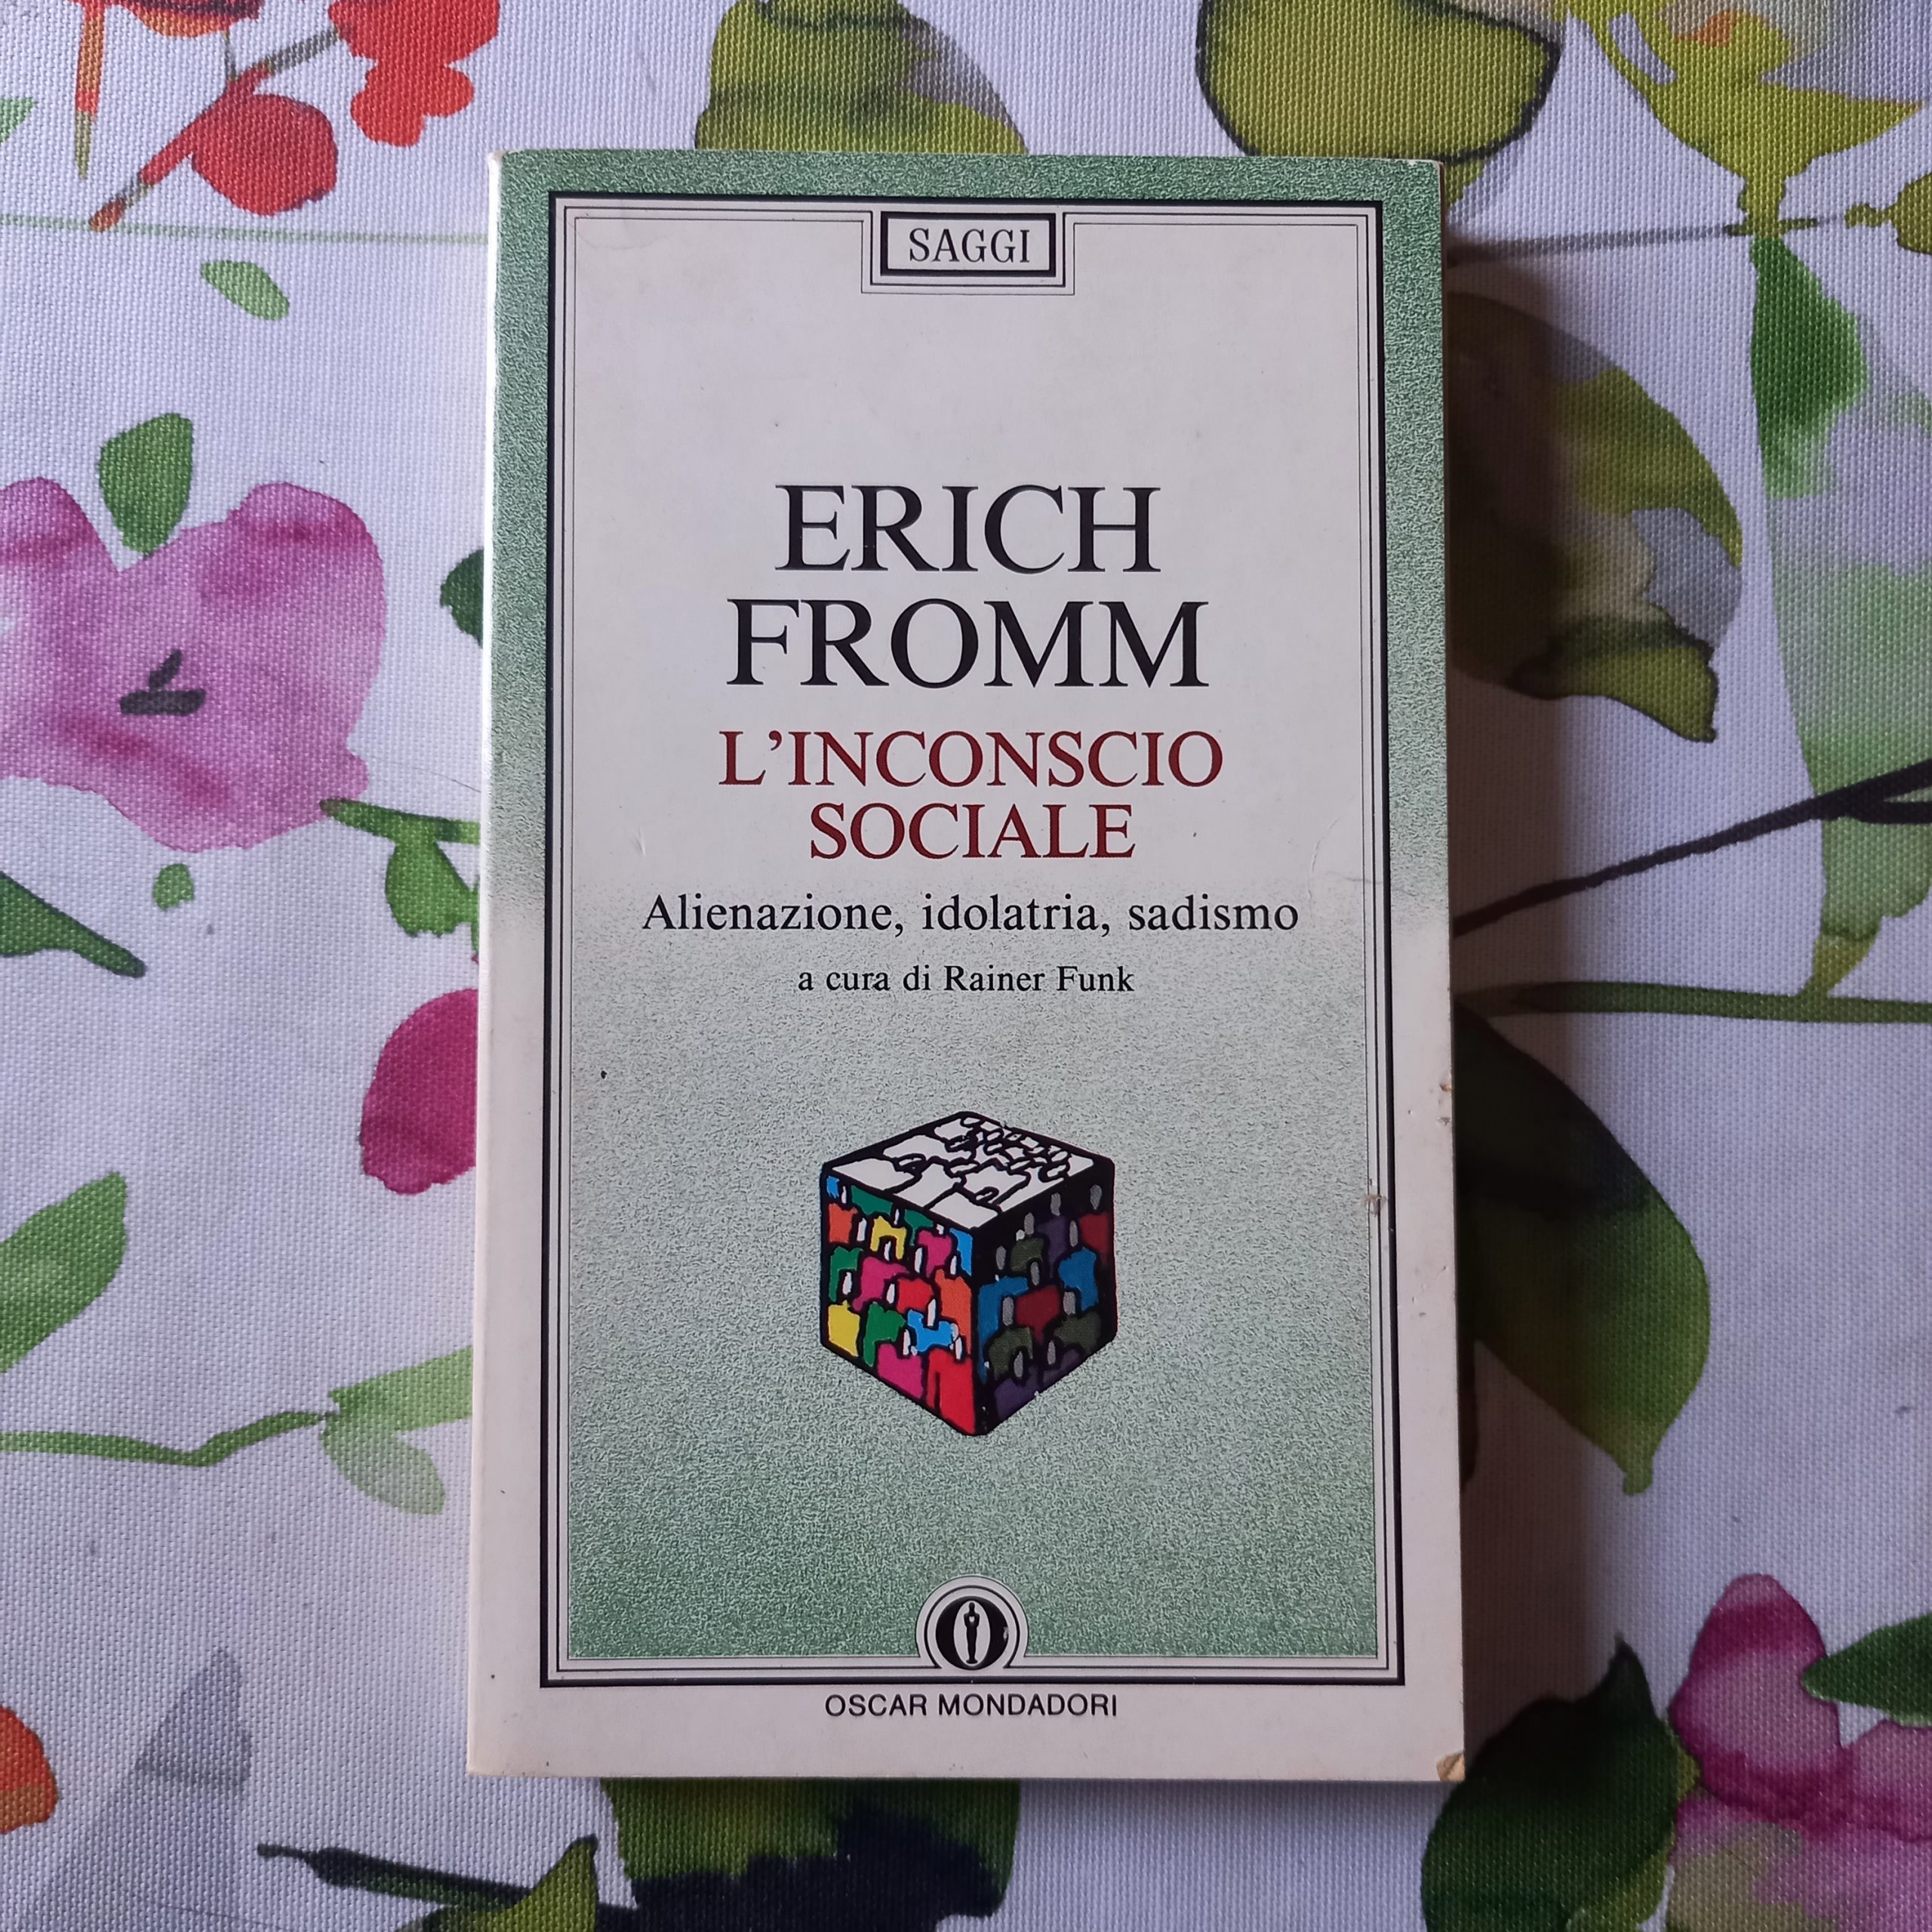 SAGGI
ERICH
FROMM
L'INCONSCIO
SOCIALE
Alienazione, idolatria, sadismo
a cura di Rainer Funk
OSCAR MONDADORI